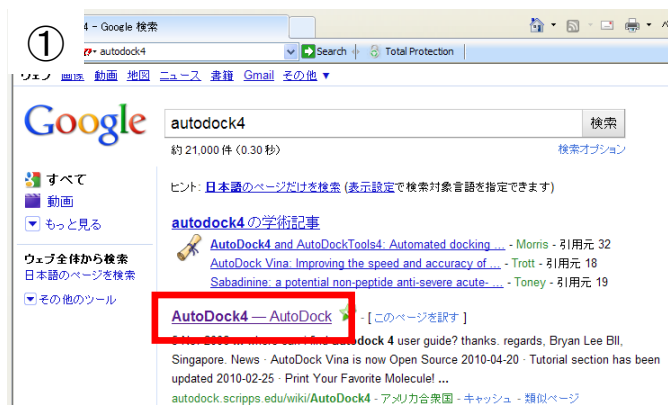 ①
4 - Google 検索
autodock4
Search
Total Protection
ウェブ 画像 動画 地図 ニュース 書籍 Gmail その他 ▼
Google
autodock4
検索
約 21,000 件 (0.30 秒)
検索オプション
すべて
動画
もっと見る
ウェブ全体から検索
日本語のページを検索
その他のツール
ヒント: 日本語のページだけを検索 (表示設定で検索対象言語を指定できます)
autodock4 の学術記事
AutoDock4 and AutoDockTools4: Automated docking ... - Morris - 引用元 32
AutoDock Vina: Improving the speed and accuracy of ... - Trott - 引用元 18
Sabadinine: a potential non-peptide anti-severe acute- ... - Toney - 引用元 19
AutoDock4 — AutoDock - [ このページを訳す ]
autodock 4 user guide? thanks. regards, Bryan Lee BII,
Singapore. News · AutoDock Vina is now Open Source 2010-04-20 · Tutorial section has been
updated 2010-02-25 · Print Your Favorite Molecule! ...
autodock.scripps.edu/wiki/AutoDock4 - アメリカ合衆国 - キャッシュ - 類似ページ